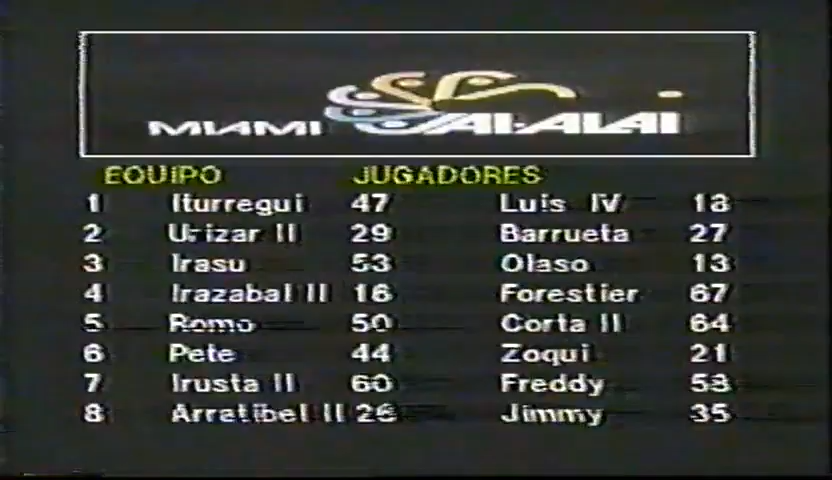 MIAMI JAI-ALAI
EQUIPO JUGADORES
1 Iturregui 47 Luis IV 18
2 Urizar II 29 Barrueta 27
3 Irasu 53 Olaso 13
4 Irazabal II 16 Forestier 67
5 Romo 50 Corta II 64
6 Pete 44 Zoqui 21
7 Irusta II 60 Freddy 58
8 Arratibel II 26 Jimmy 35